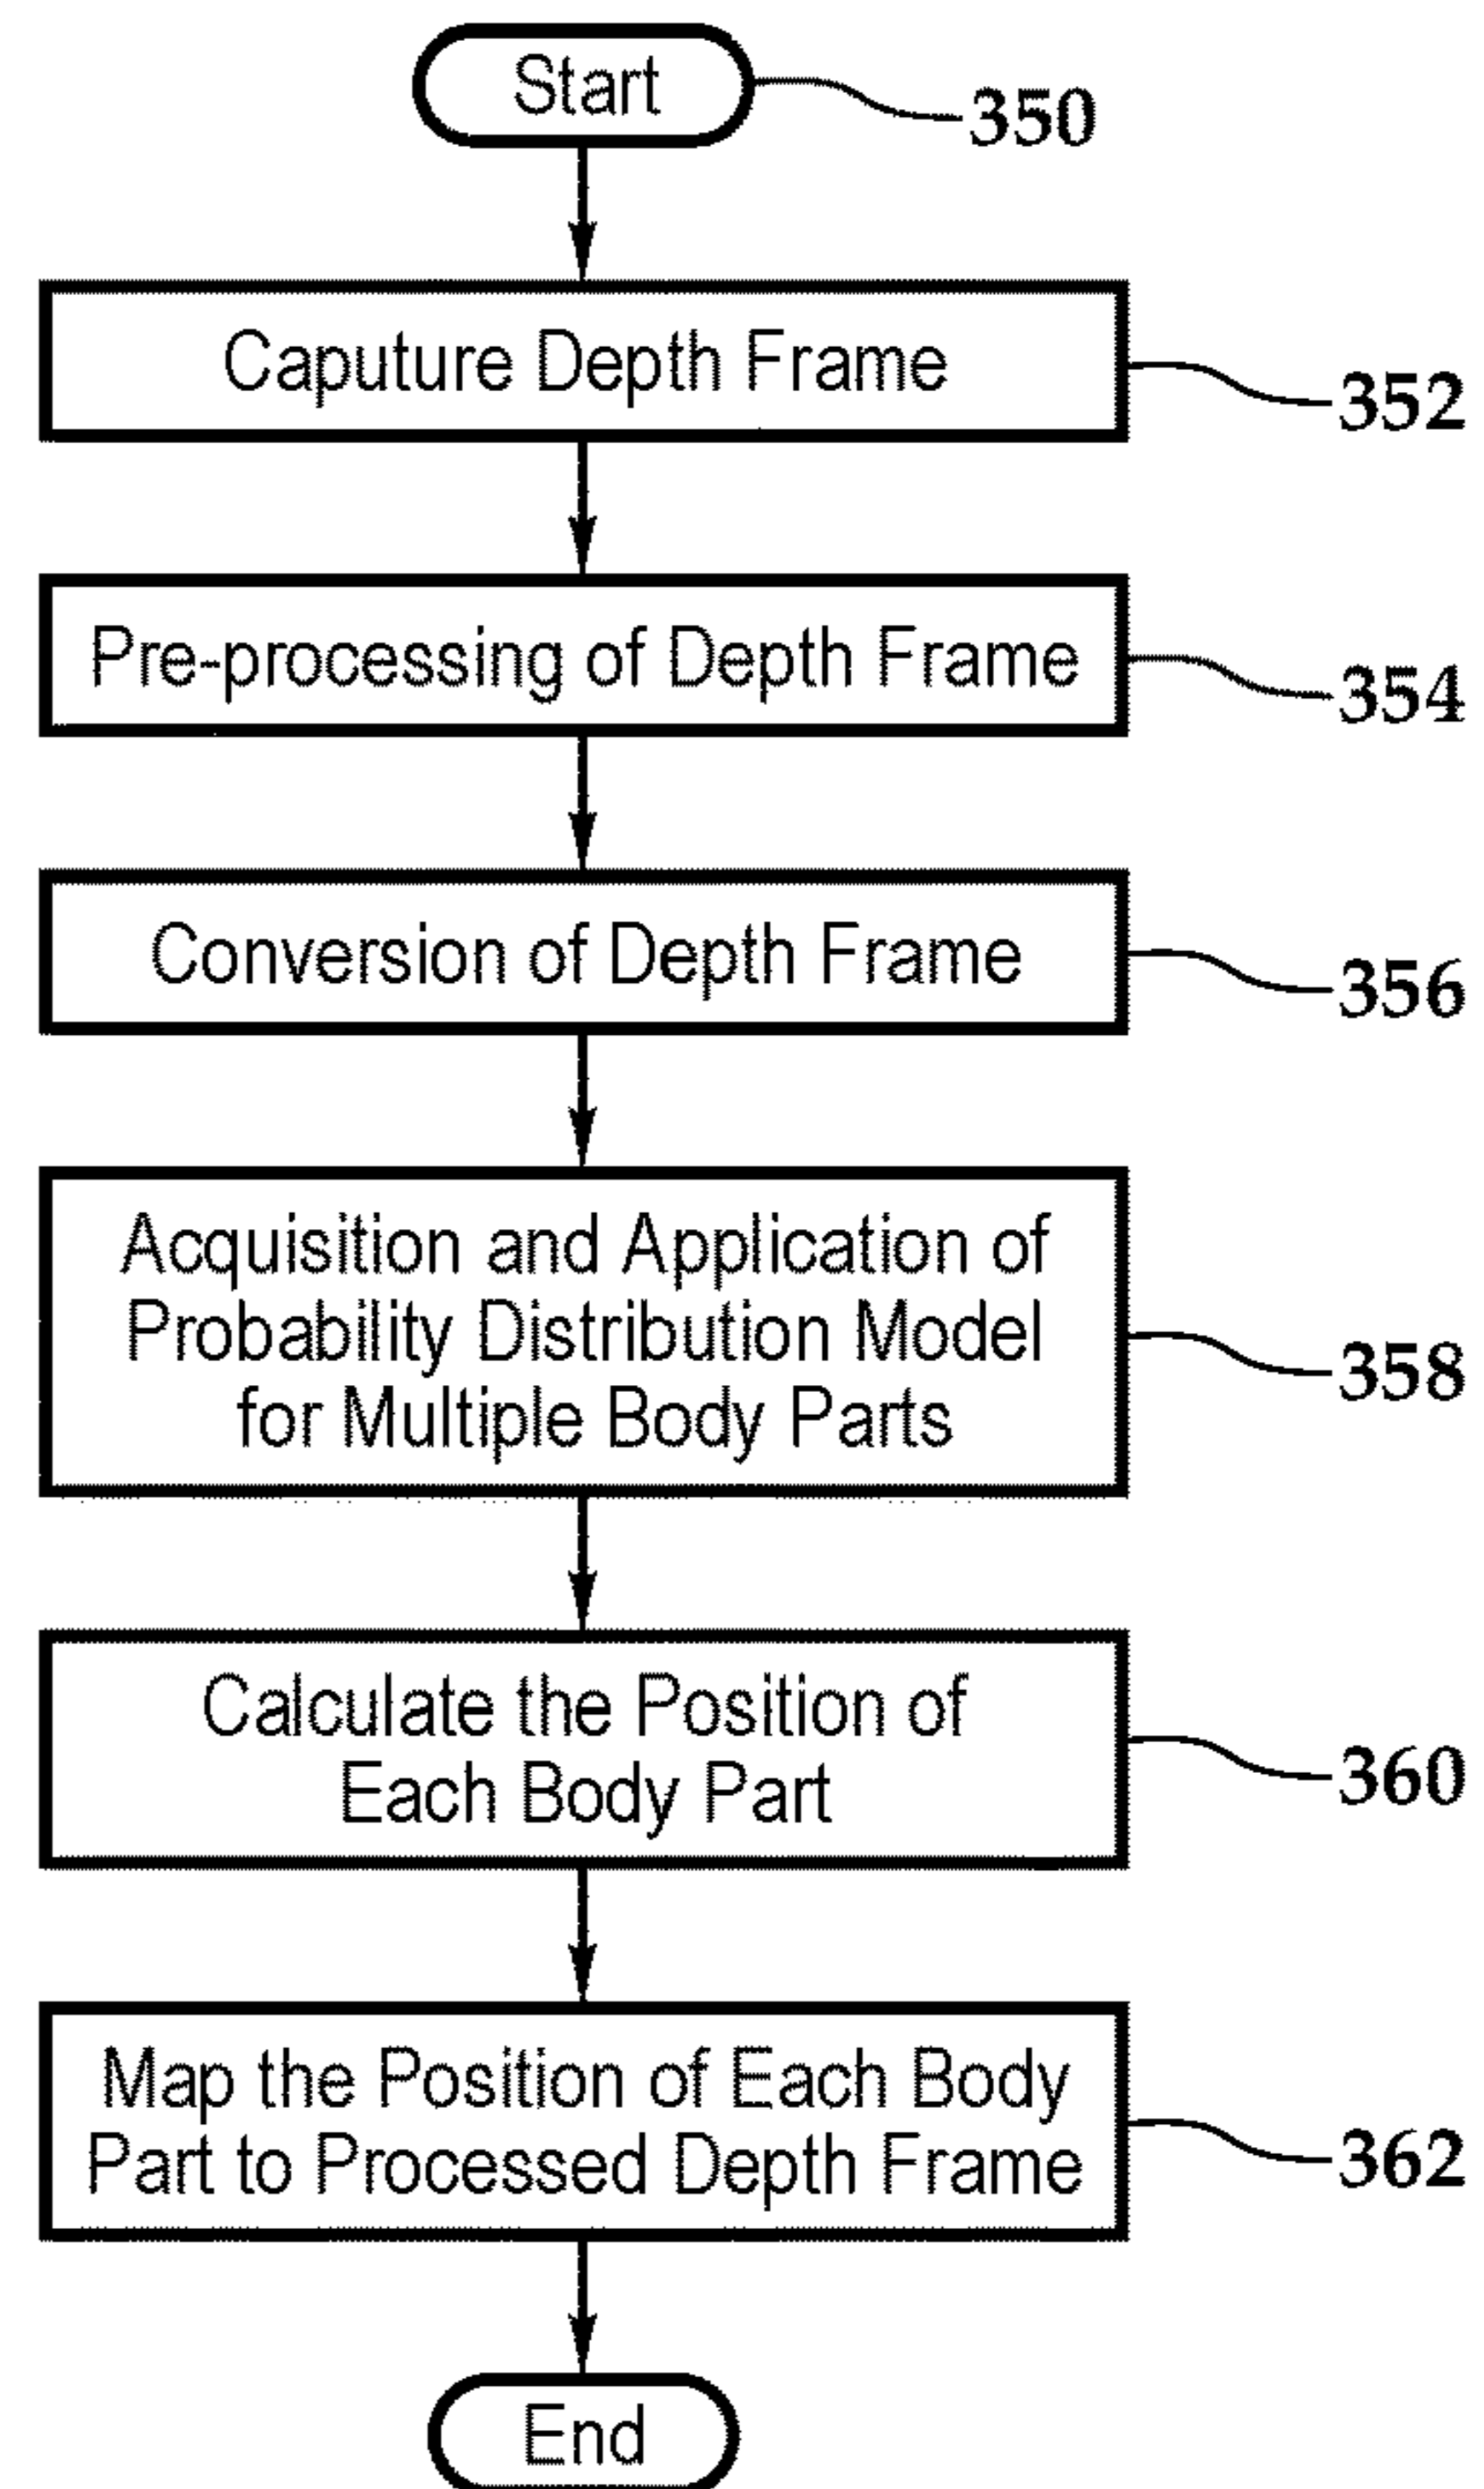 Start
350
Caputure Depth Frame
352
Pre-processing of Depth Frame
354
Conversion of Depth Frame
356
Acquisition and Application of
Probability Distribution Model
for Multiple Body Parts
358
Calculate the Position of
Each Body Part
360
Map the Position of Each Body
Part to Processed Depth Frame
362
End